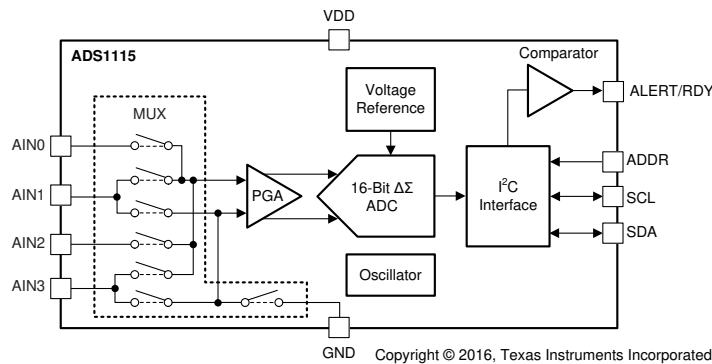 VDD
ADS1115
Comparator
Voltage
Reference
MUX
ALERT/RDY
AIN0
ADDR
AIN1
PGA
16-Bit ΔΣ
ADC
I²C
Interface
SCL
AIN2
SDA
AIN3
Oscillator
GND
Copyright © 2016, Texas Instruments Incorporated